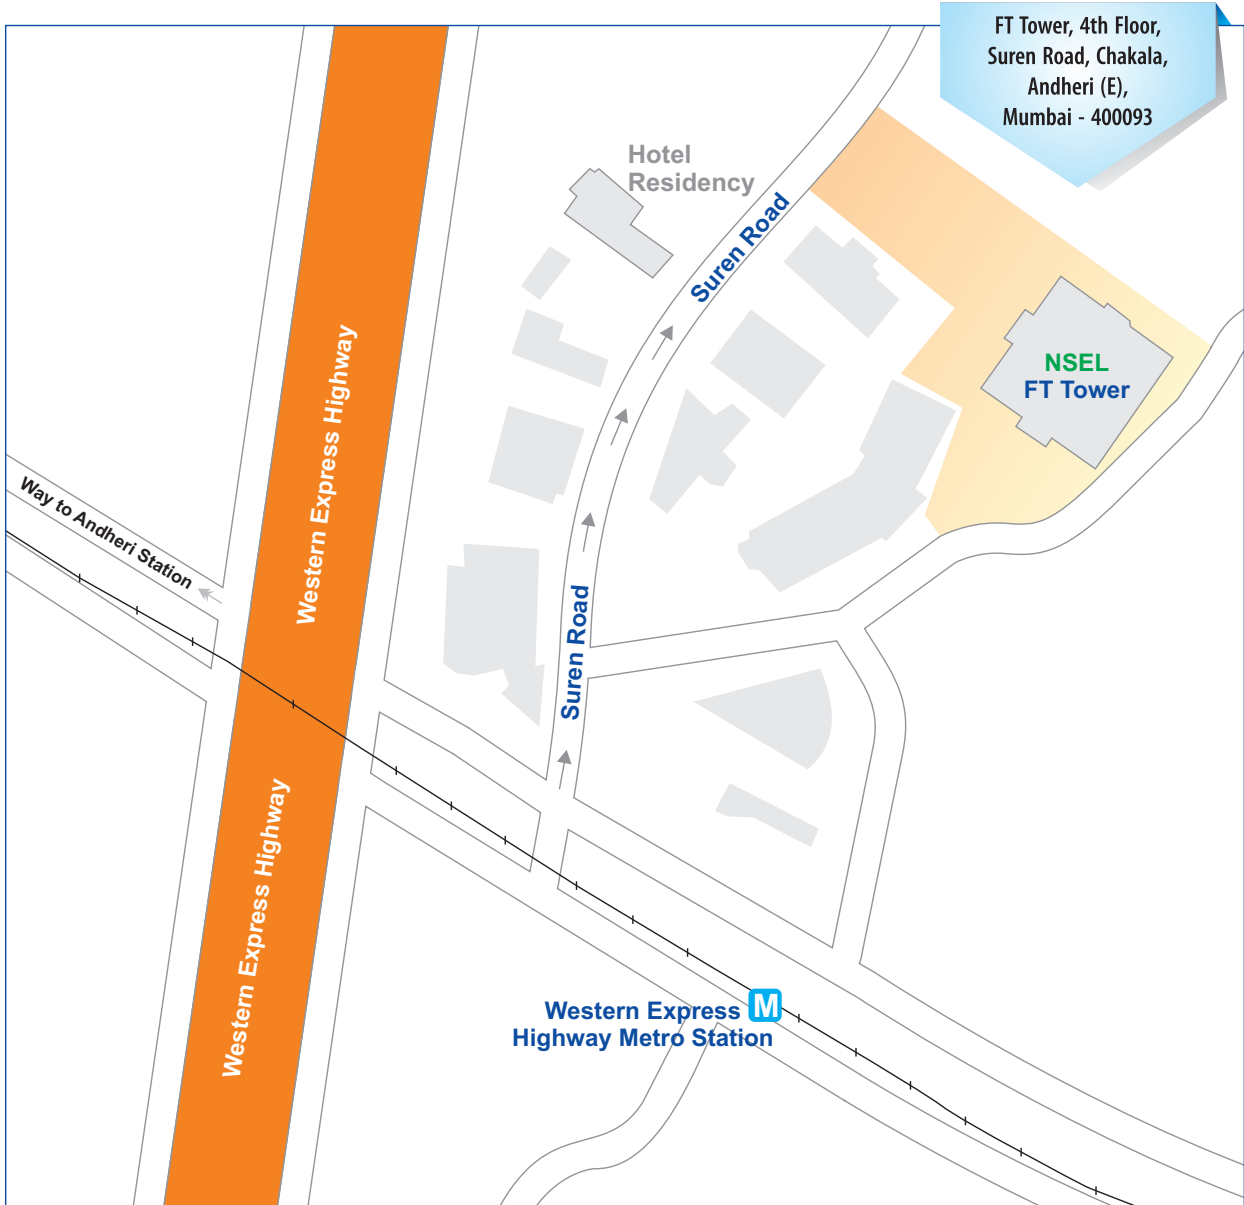 FT Tower, 4th Floor,
Suren Road, Chakala,
Andheri (E),
Mumbai - 400093
Hotel
Residency
Suren Road
NSEL
FT Tower
Western Express Highway
Way to Andheri Station
Suren Road
Western Express Highway
Western Express M
Highway Metro Station